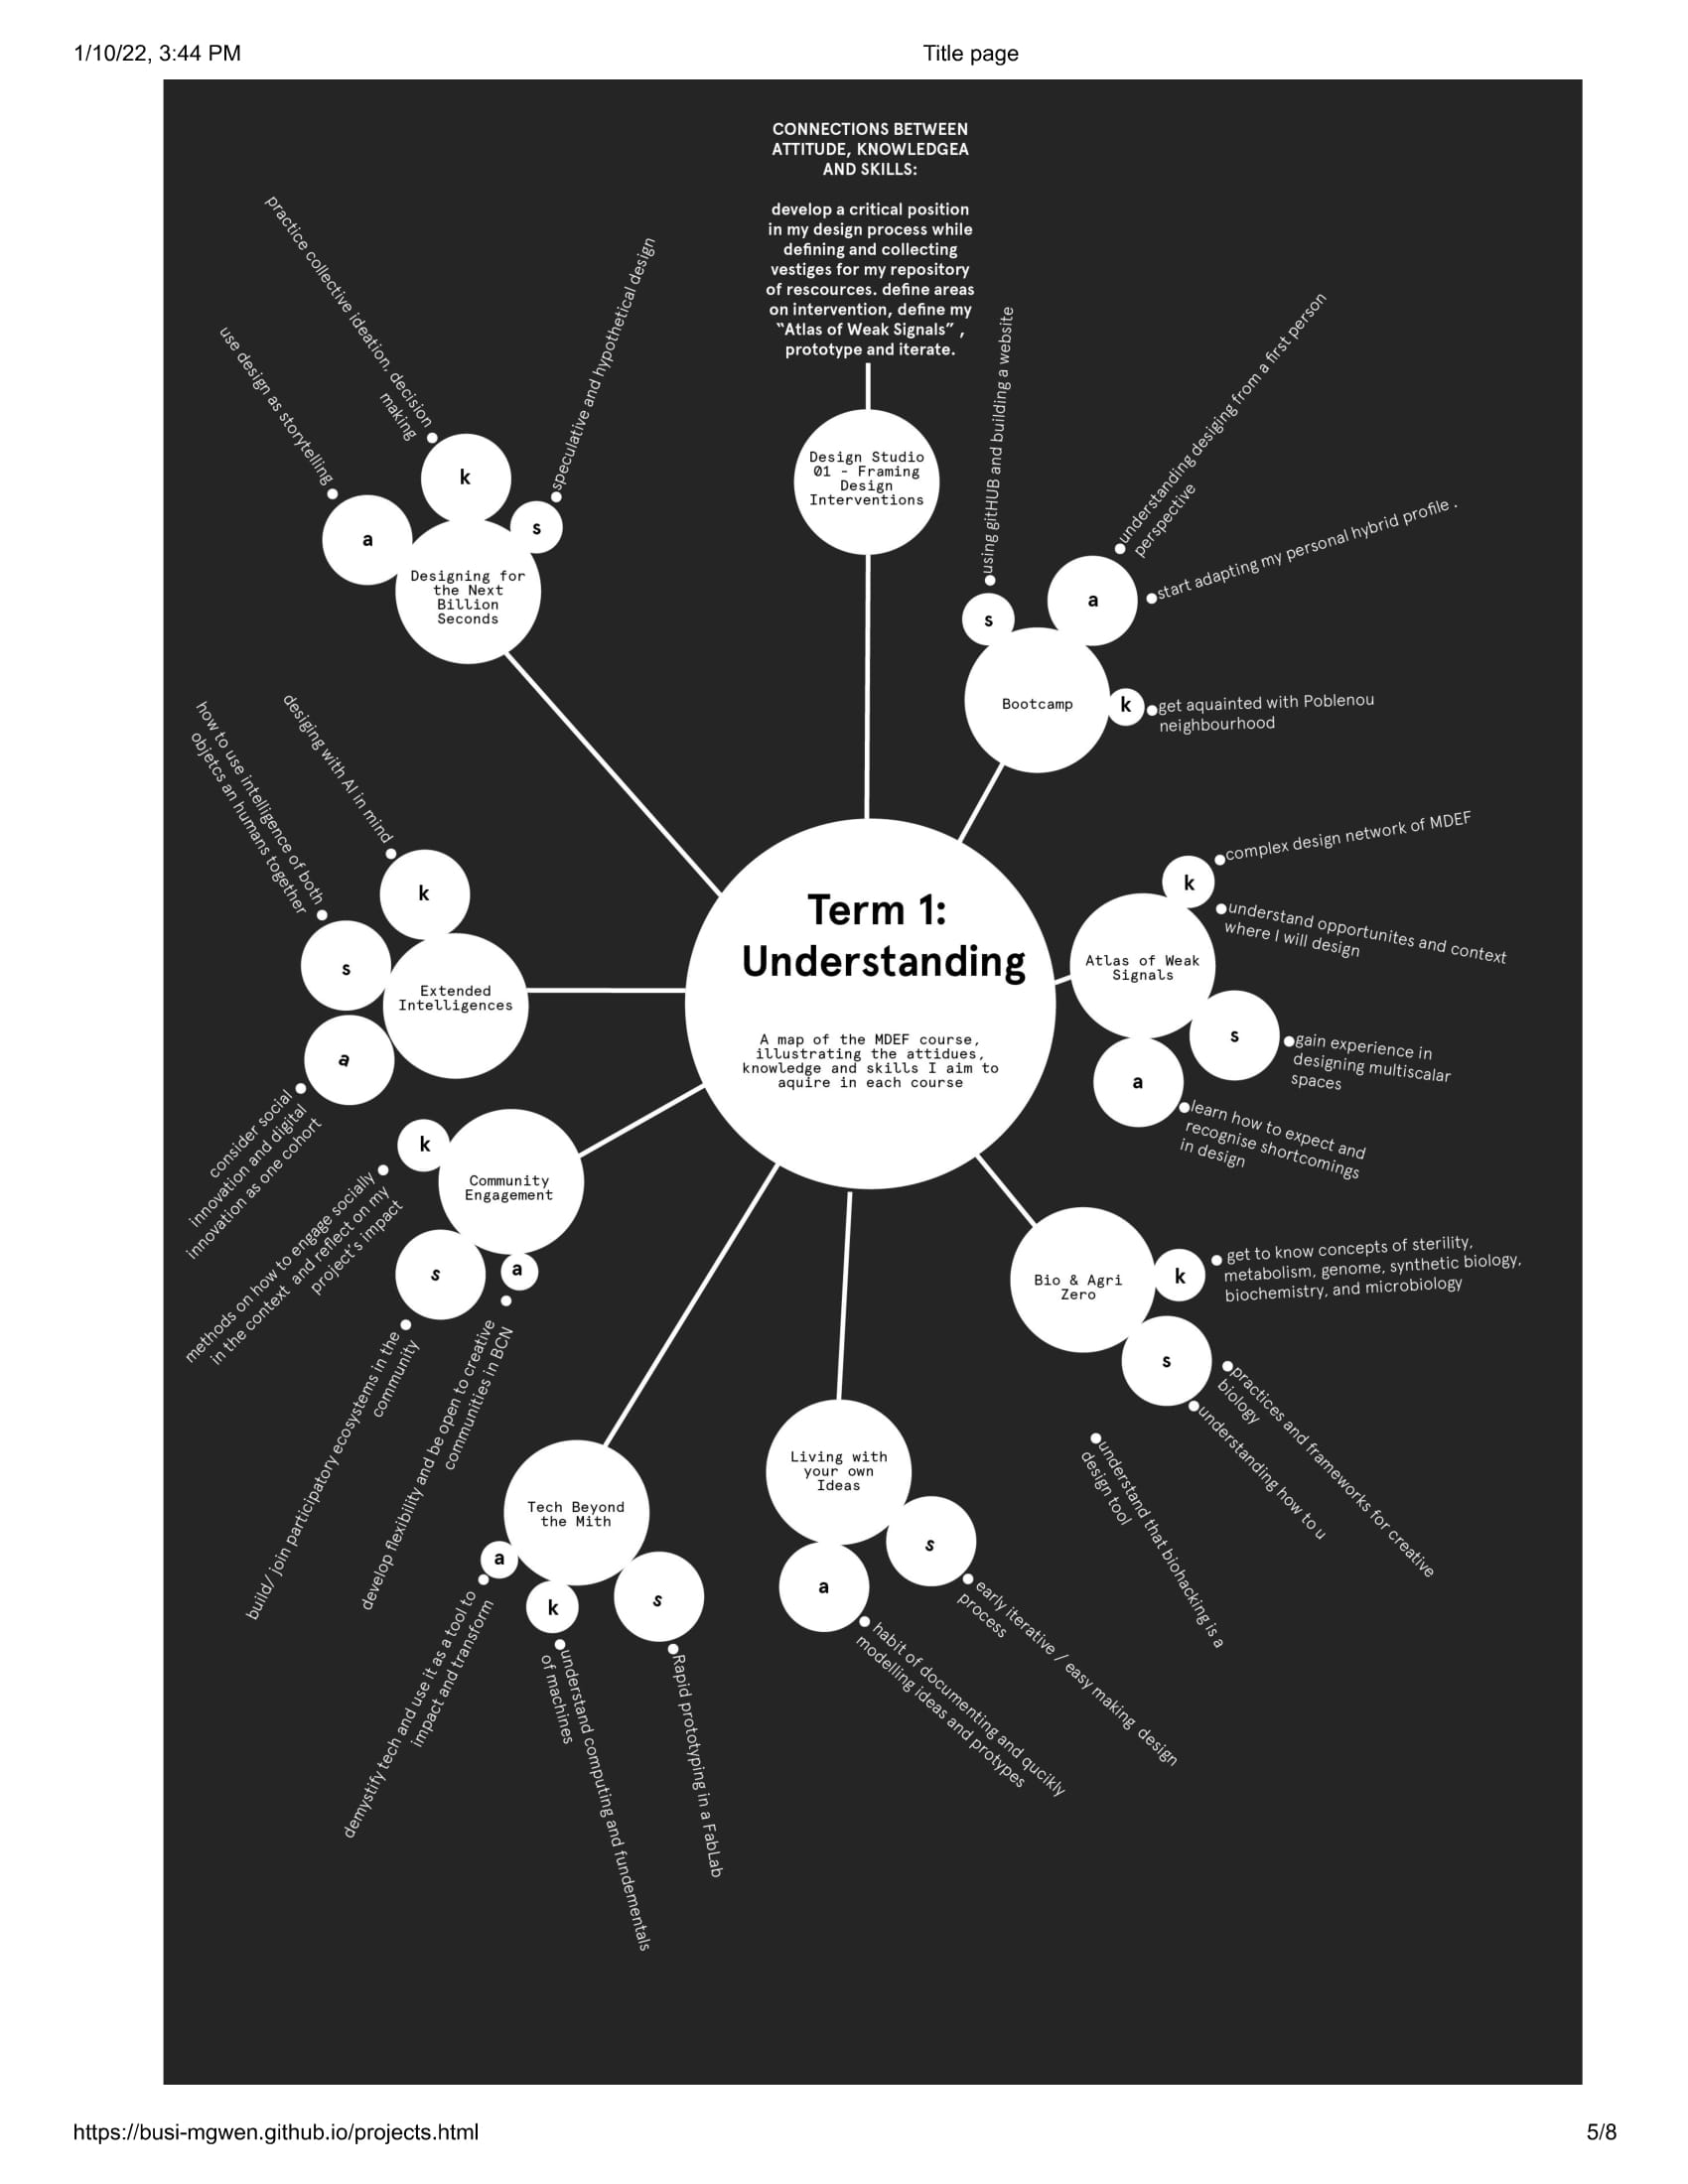 1/10/22, 3:44 PM
Title page
CONNECTIONS BETWEEN
ATTITUDE, KNOWLEDGEA
AND SKILLS:
develop a critical position
in my design process while
defining and collecting
vestiges for my repository
of rescources. define areas
on intervention, define my
“Atlas of Weak Signals” ,
prototype and iterate.
Design Studio
01 - Framing
Design
Interventions
practice collective ideation, decision
making
use design as storytelling
speculative and hypothetical design
k
a
s
Designing for
the Next
Billion
Seconds
using gitHUB and building a website
understanding desiging from a first person
perspective
start adapting my personal hybrid profile .
s
a
Bootcamp
k
get aquainted with Poblenou
neighbourhood
how to use intelligence of both
objetcs an humans together
desiging with AI in mind
k
s
Extended
Intelligences
a
consider social
innovation and digital
innovation as one cohort
Term 1:
Understanding
A map of the MDEF course,
illustrating the attidues,
knowledge and skills I aim to
aquire in each course
complex design network of MDEF
k
understand opportunites and context
where I will design
Atlas of Weak
Signals
s
gain experience in
designing multiscalar
spaces
a
learn how to expect and
recognise shortcomings
in design
k
Community
Engagement
methods on how to engage socially
in the context and reflect on my
project's impact
s
a
build/ join participatory ecosystems in the
community
develop flexibility and be open to creative
communities in BCN
Bio & Agri
Zero
k
get to know concepts of sterility,
metabolism, genome, synthetic biology,
biochemistry, and microbiology
s
practices and frameworks for creative
biology
understanding how to u
understand that biohacking is a
design tool
Tech Beyond
the Mith
a
k
s
demystify tech and use it as a tool to
impact and transform
understand computing and fundementals
of machines
Rapid prototyping in a FabLab
Living with
your own
Ideas
s
a
early iterative / easy making design
process
habit of documenting and qucikly
modelling ideas and protypes
https://busi-mgwen.github.io/projects.html
5/8